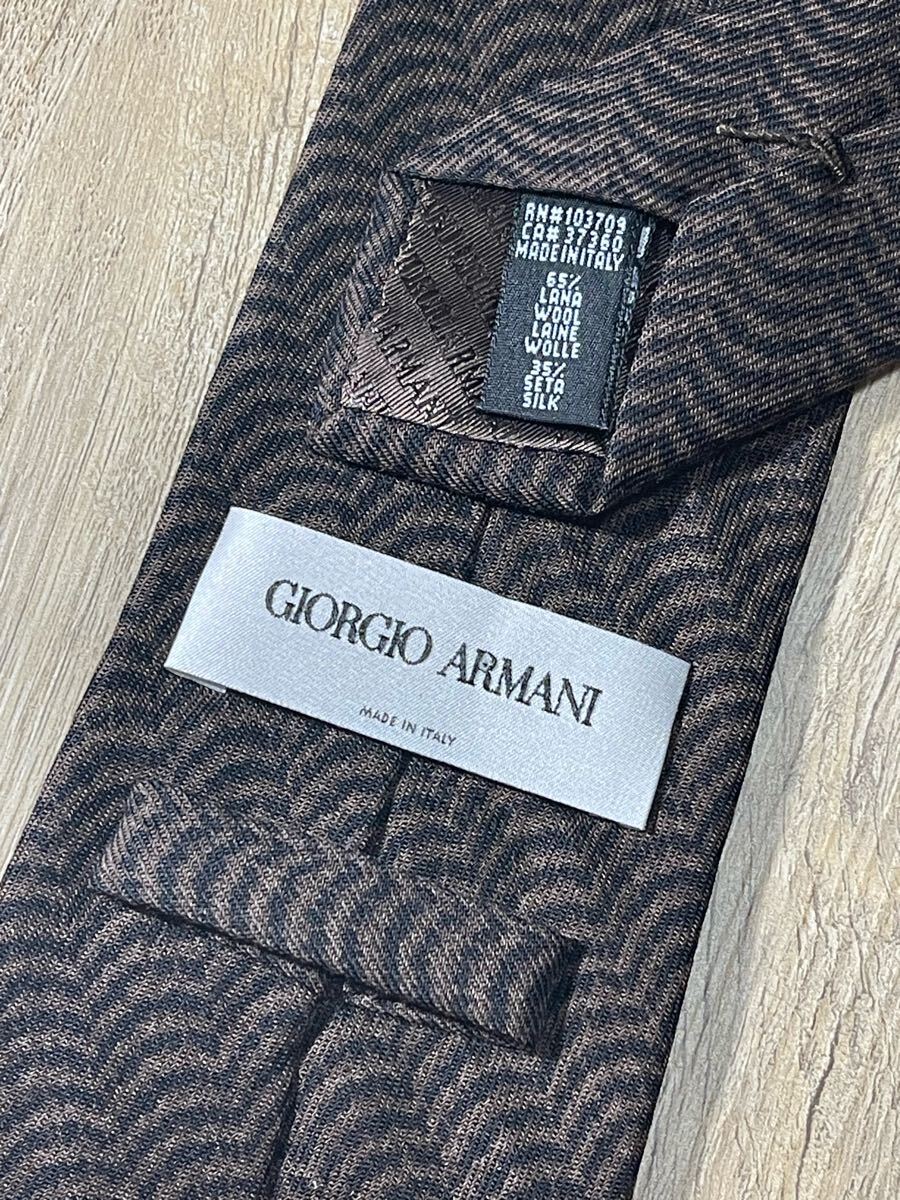 RN#103709
CA# 37360
MADE IN ITALY
65%
LANA
WOOL
LAINE
WOLLE
35%
SETA
SILK
ARMAN
GIORGIO ARMANI
MADE IN ITALY